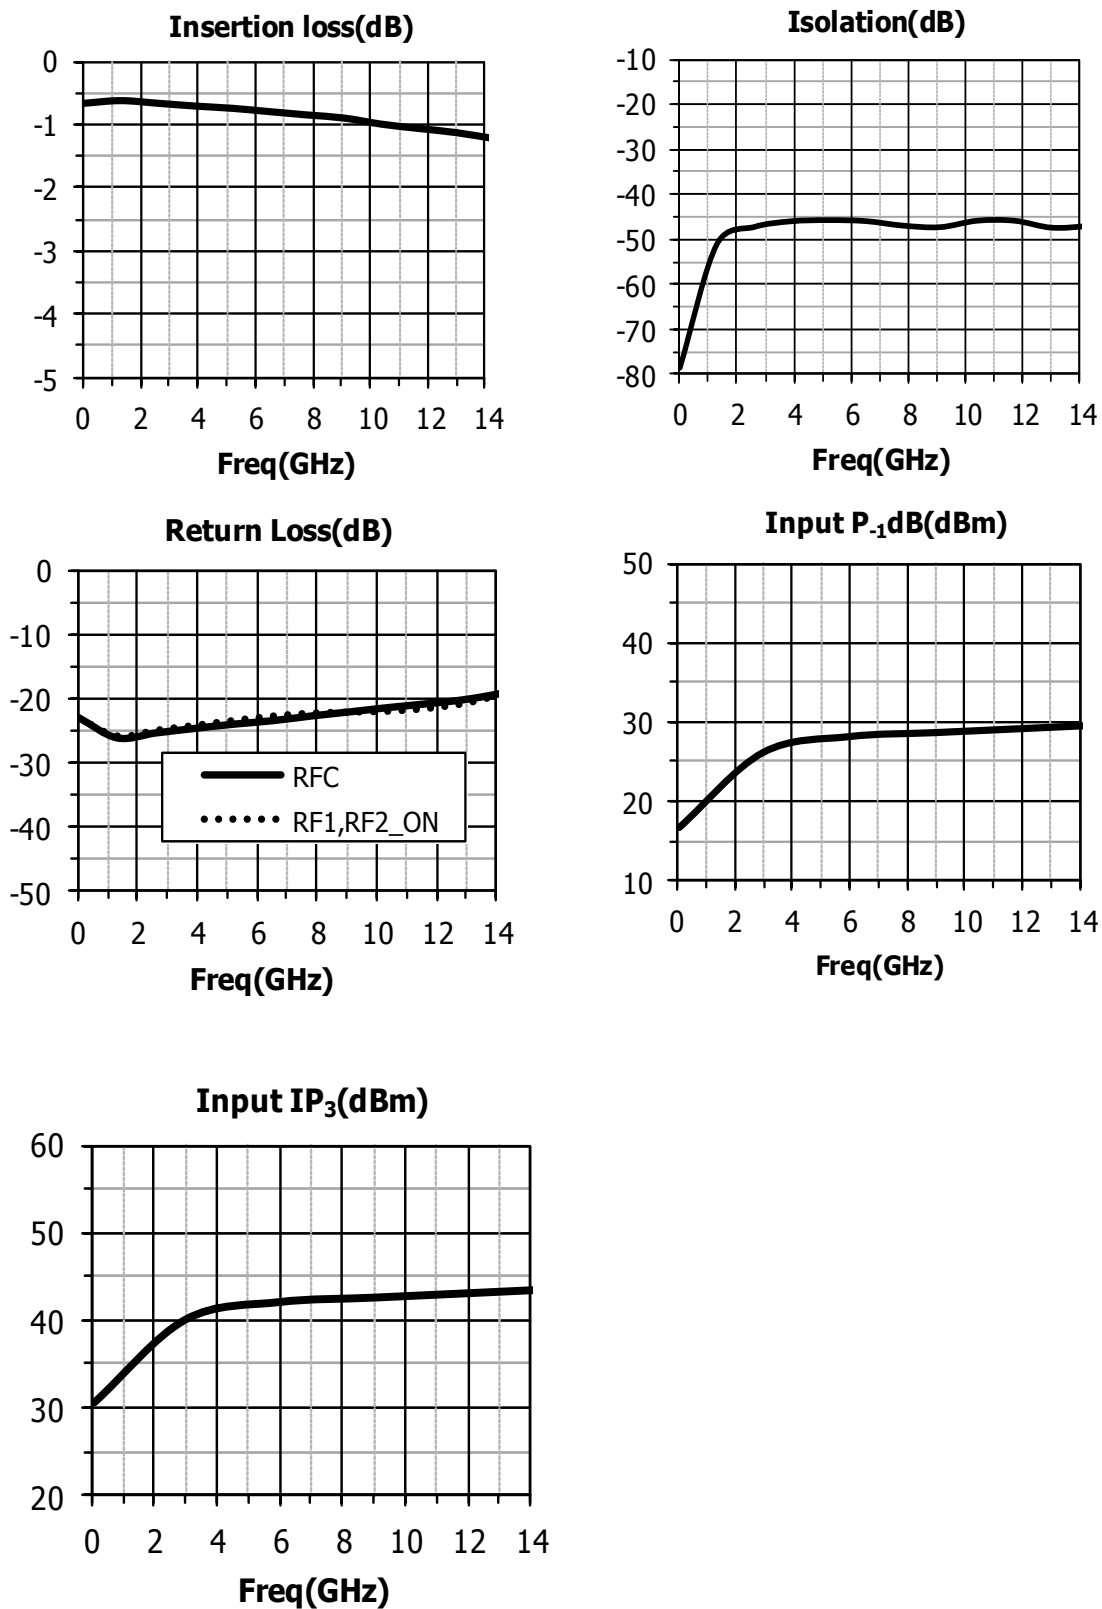 Insertion loss(dB)
0
-1
-2
-3
-4
-5
0 2 4 6 8 10 12 14
Freq(GHz)
Isolation(dB)
-10
-20
-30
-40
-50
-60
-70
-80
0 2 4 6 8 10 12 14
Freq(GHz)
Return Loss(dB)
0
-10
-20
-30
-40
-50
RFC
RF1,RF2_ON
0 2 4 6 8 10 12 14
Freq(GHz)
Input P-1dB(dBm)
50
40
30
20
10
0 2 4 6 8 10 12 14
Freq(GHz)
Input IP3(dBm)
60
50
40
30
20
0 2 4 6 8 10 12 14
Freq(GHz)